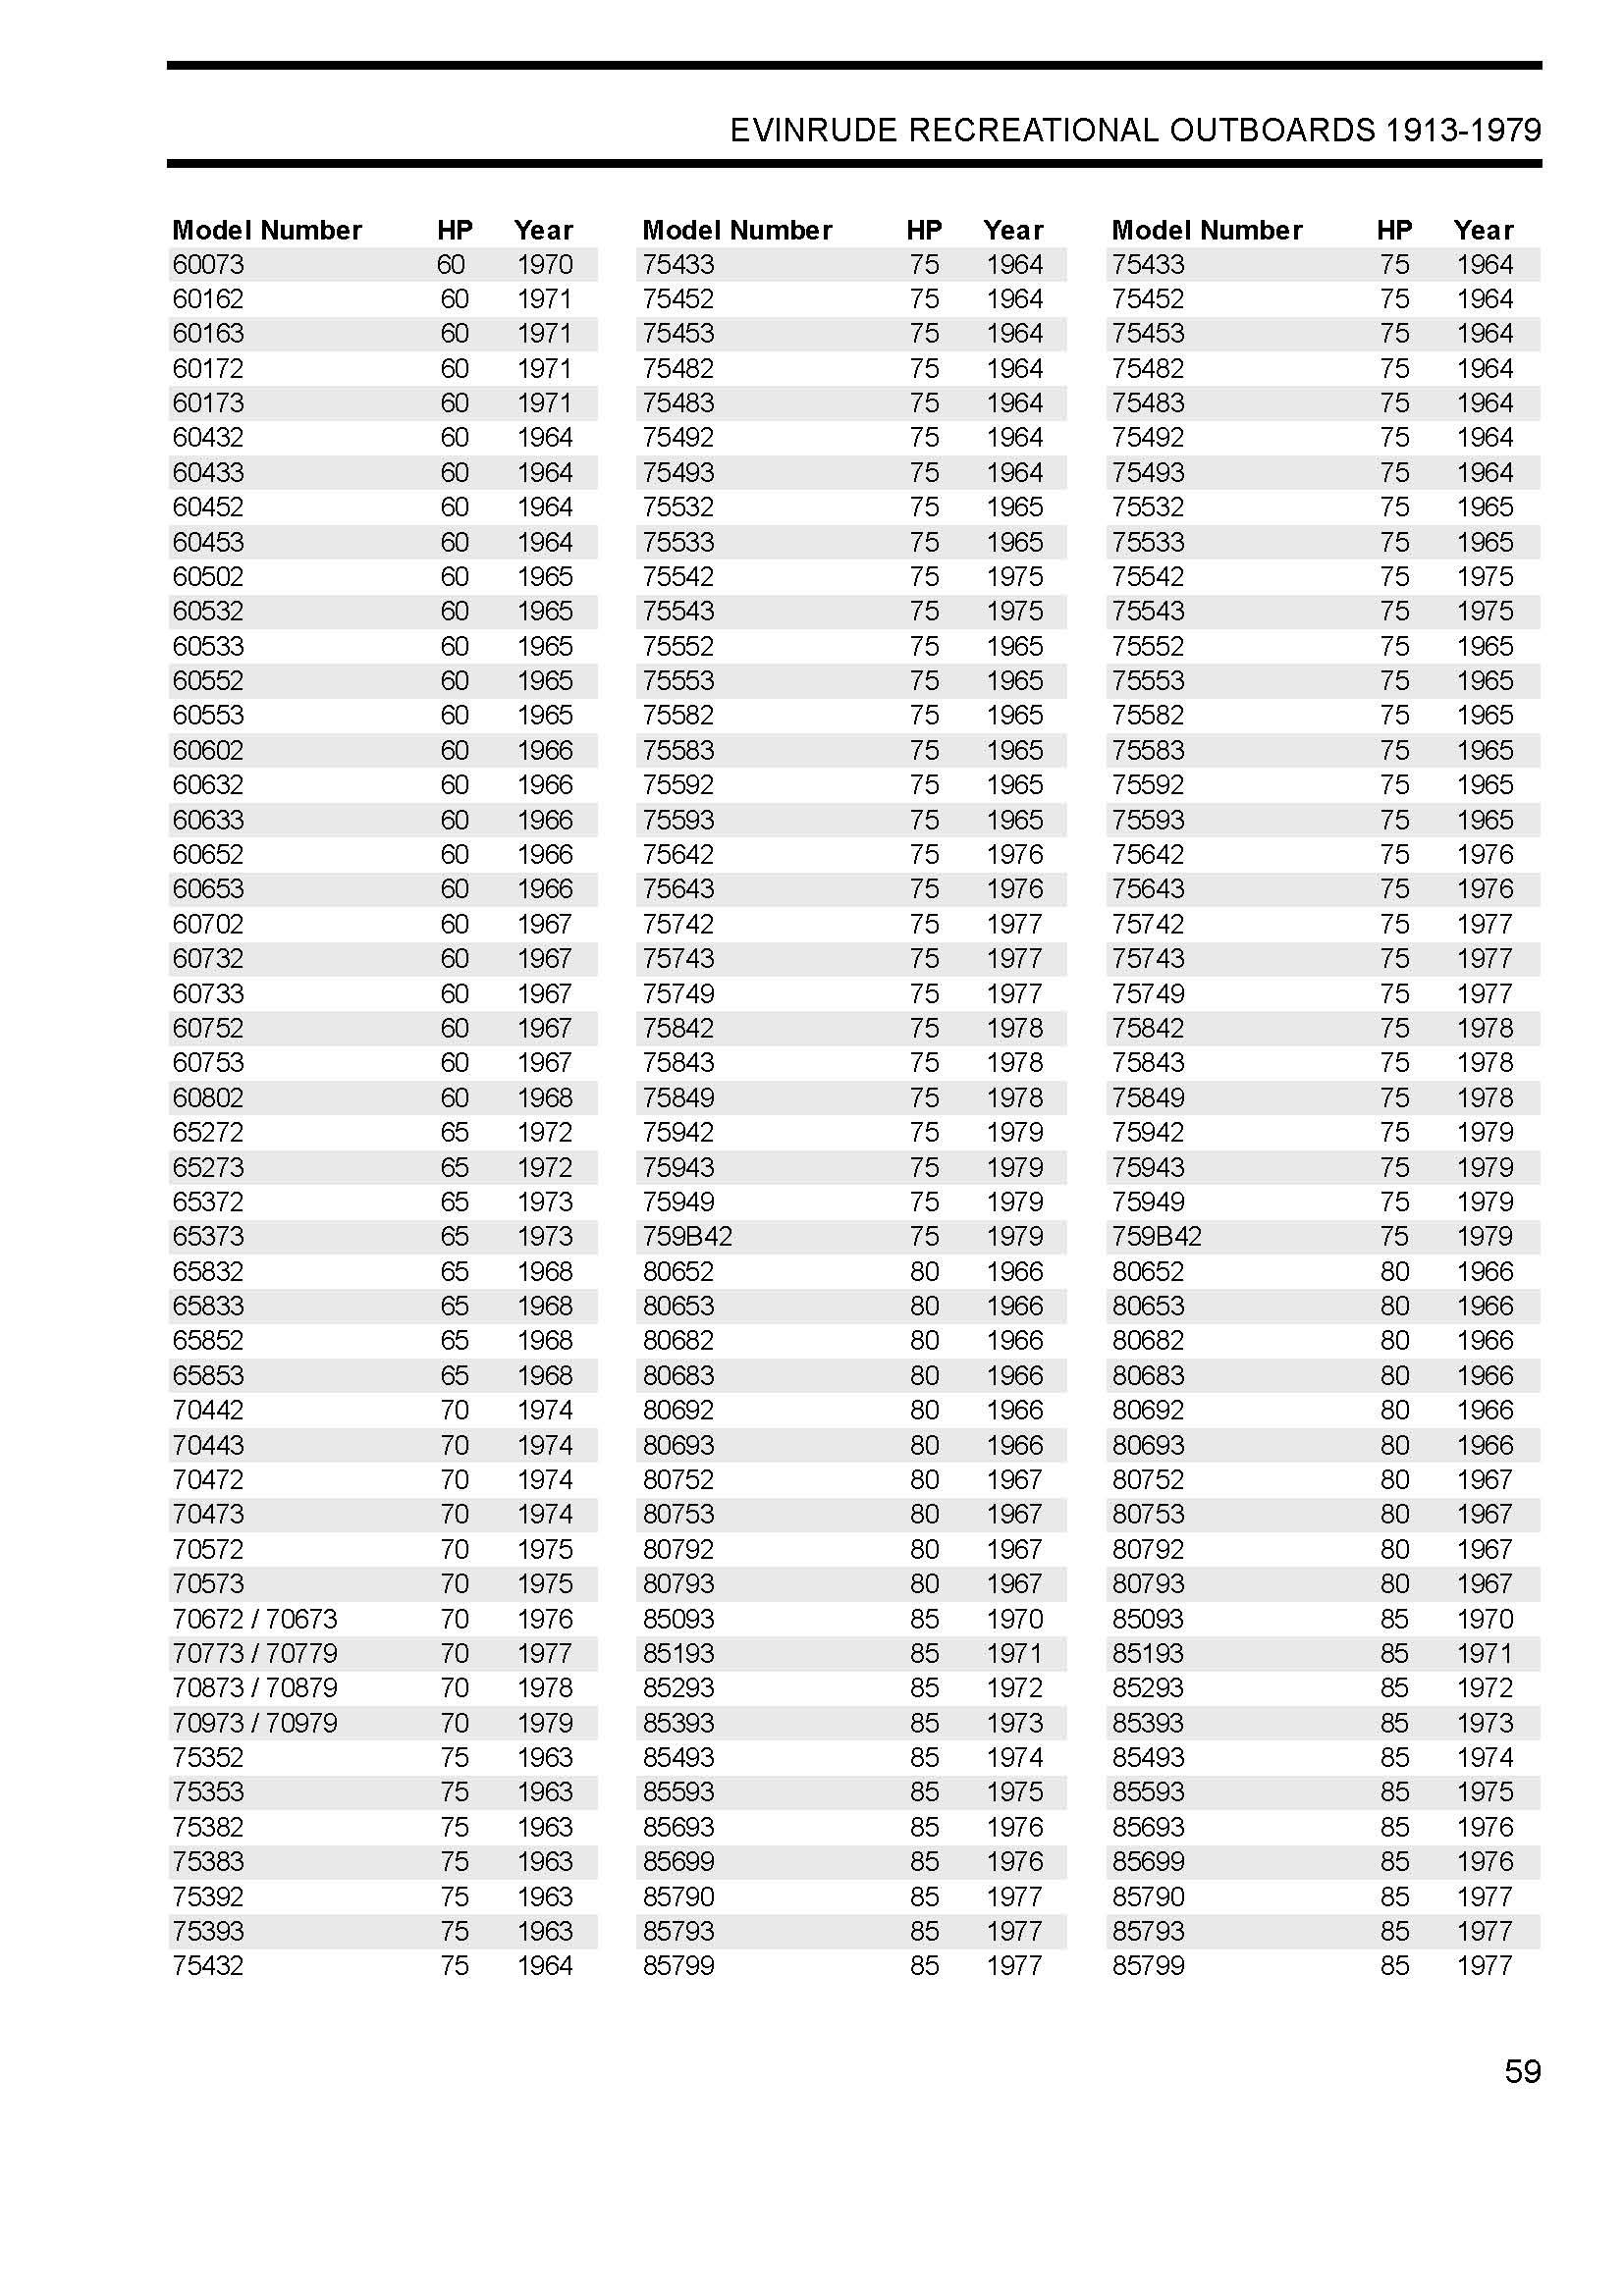 EVINRUDE RECREATIONAL OUTBOARDS 1913-1979
Model Number HP Year Model Number HP Year Model Number HP Year
60073 60 1970 75433 75 1964 75433 75 1964
60162 60 1971 75452 75 1964 75452 75 1964
60163 60 1971 75453 75 1964 75453 75 1964
60172 60 1971 75482 75 1964 75482 75 1964
60173 60 1971 75483 75 1964 75483 75 1964
60432 60 1964 75492 75 1964 75492 75 1964
60433 60 1964 75493 75 1964 75493 75 1964
60452 60 1964 75532 75 1965 75532 75 1965
60453 60 1964 75533 75 1965 75533 75 1965
60502 60 1965 75542 75 1975 75542 75 1975
60532 60 1965 75543 75 1975 75543 75 1975
60533 60 1965 75552 75 1965 75552 75 1965
60552 60 1965 75553 75 1965 75553 75 1965
60553 60 1965 75582 75 1965 75582 75 1965
60602 60 1966 75583 75 1965 75583 75 1965
60632 60 1966 75592 75 1965 75592 75 1965
60633 60 1966 75593 75 1965 75593 75 1965
60652 60 1966 75642 75 1976 75642 75 1976
60653 60 1966 75643 75 1976 75643 75 1976
60702 60 1967 75742 75 1977 75742 75 1977
60732 60 1967 75743 75 1977 75743 75 1977
60733 60 1967 75749 75 1977 75749 75 1977
60752 60 1967 75842 75 1978 75842 75 1978
60753 60 1967 75843 75 1978 75843 75 1978
60802 60 1968 75849 75 1978 75849 75 1978
65272 65 1972 75942 75 1979 75942 75 1979
65273 65 1972 75943 75 1979 75943 75 1979
65372 65 1973 75949 75 1979 75949 75 1979
65373 65 1973 759B42 75 1979 759B42 75 1979
65832 65 1968 80652 80 1966 80652 80 1966
65833 65 1968 80653 80 1966 80653 80 1966
65852 65 1968 80682 80 1966 80682 80 1966
65853 65 1968 80683 80 1966 80683 80 1966
70442 70 1974 80692 80 1966 80692 80 1966
70443 70 1974 80693 80 1966 80693 80 1966
70472 70 1974 80752 80 1967 80752 80 1967
70473 70 1974 80753 80 1967 80753 80 1967
70572 70 1975 80792 80 1967 80792 80 1967
70573 70 1975 80793 80 1967 80793 80 1967
70672 / 70673 70 1976 85093 85 1970 85093 85 1970
70773 / 70779 70 1977 85193 85 1971 85193 85 1971
70873 / 70879 70 1978 85293 85 1972 85293 85 1972
70973 / 70979 70 1979 85393 85 1973 85393 85 1973
75352 75 1963 85493 85 1974 85493 85 1974
75353 75 1963 85593 85 1975 85593 85 1975
75382 75 1963 85693 85 1976 85693 85 1976
75383 75 1963 85699 85 1976 85699 85 1976
75392 75 1963 85790 85 1977 85790 85 1977
75393 75 1963 85793 85 1977 85793 85 1977
75432 75 1964 85799 85 1977 85799 85 1977
59